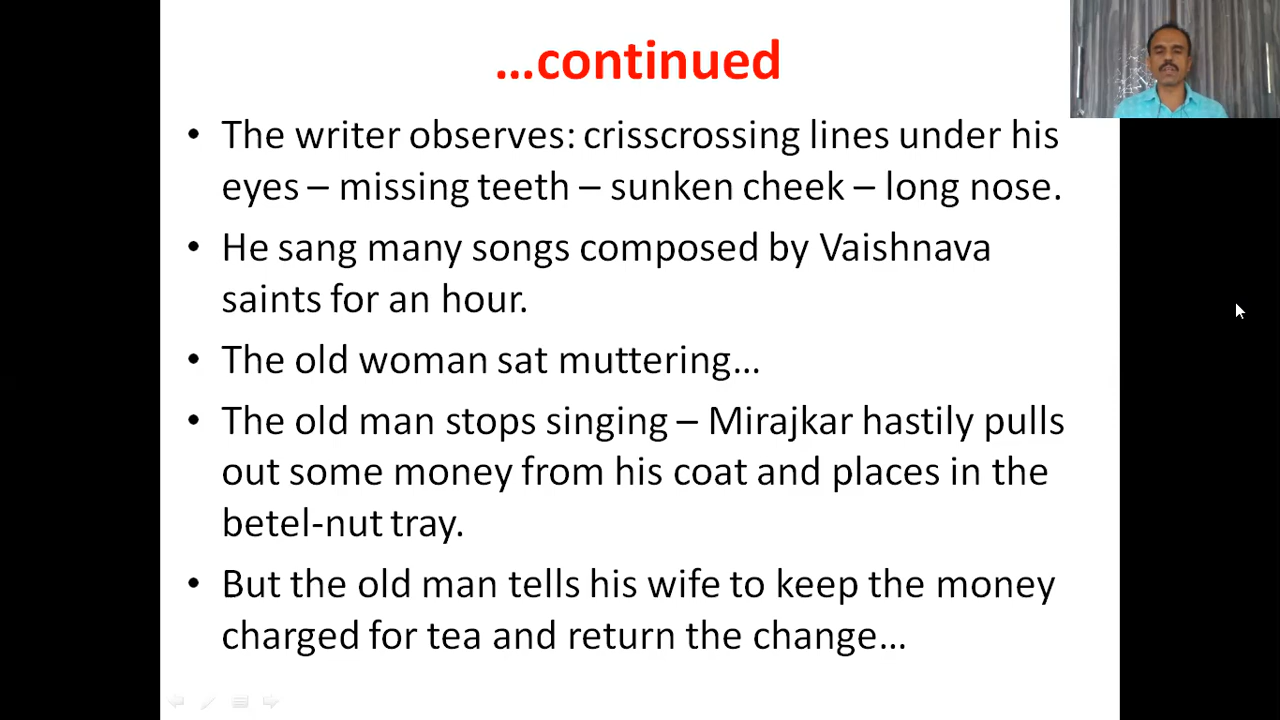 ...continued
• The writer observes: crisscrossing lines under his
eyes – missing teeth – sunken cheek – long nose.
• He sang many songs composed by Vaishnava
saints for an hour.
• The old woman sat muttering...
• The old man stops singing – Mirajkar hastily pulls
out some money from his coat and places in the
betel-nut tray.
• But the old man tells his wife to keep the money
charged for tea and return the change...